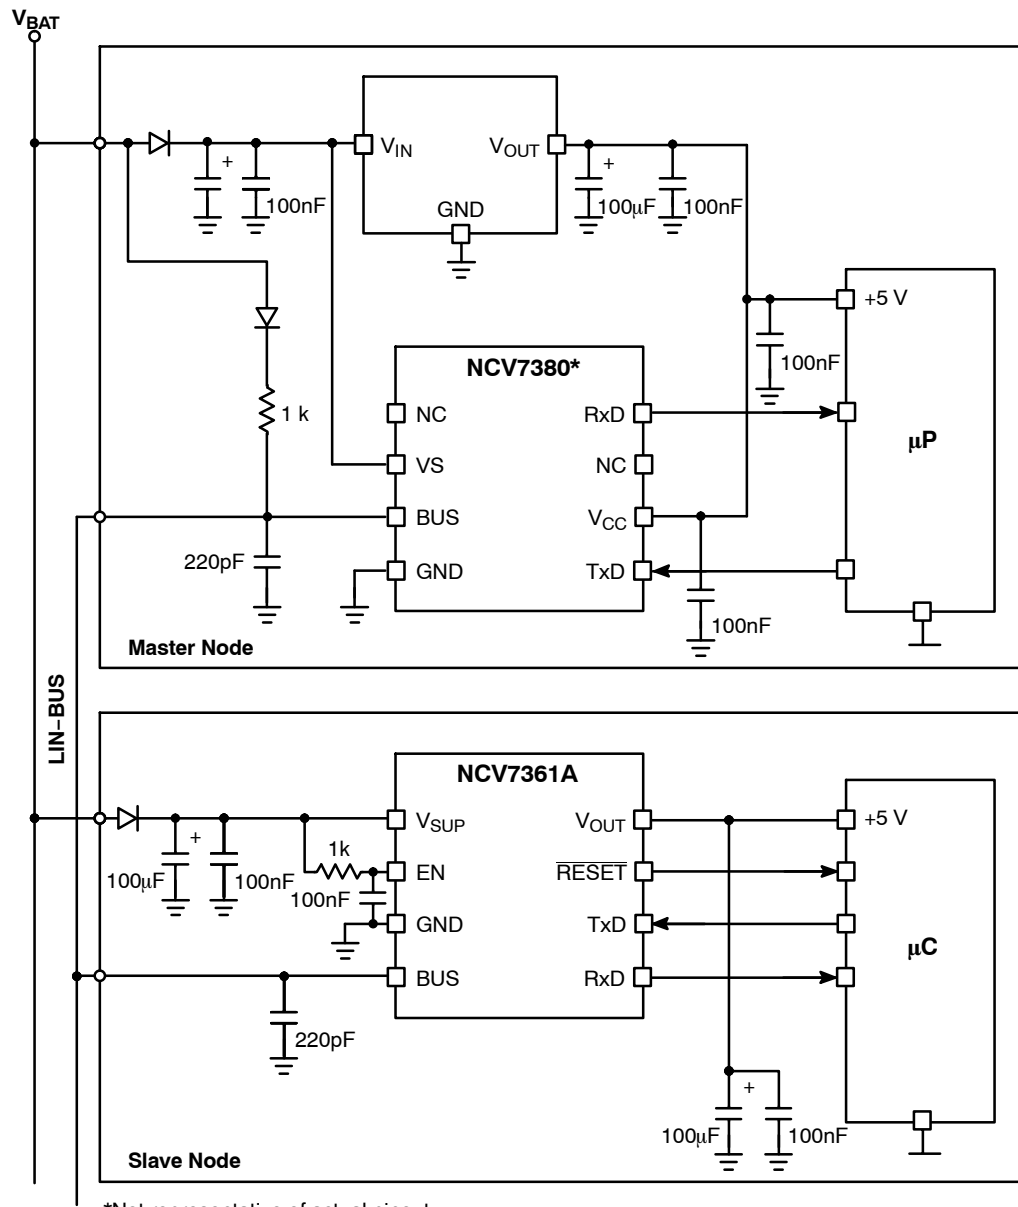 VBAT
VIN
VOUT
+
+
100nF
100μF
100nF
GND
+5 V
NCV7380*
100nF
NC
RxD
1 k
μP
VS
NC
BUS
VCC
220pF
GND
TxD
100nF
Master Node
LIN-BUS
NCV7361A
VSUP
VOUT
+5 V
+
1k
100μF
100nF
EN
RESET
100nF
GND
TxD
μC
BUS
RxD
220pF
+
100μF
100nF
Slave Node